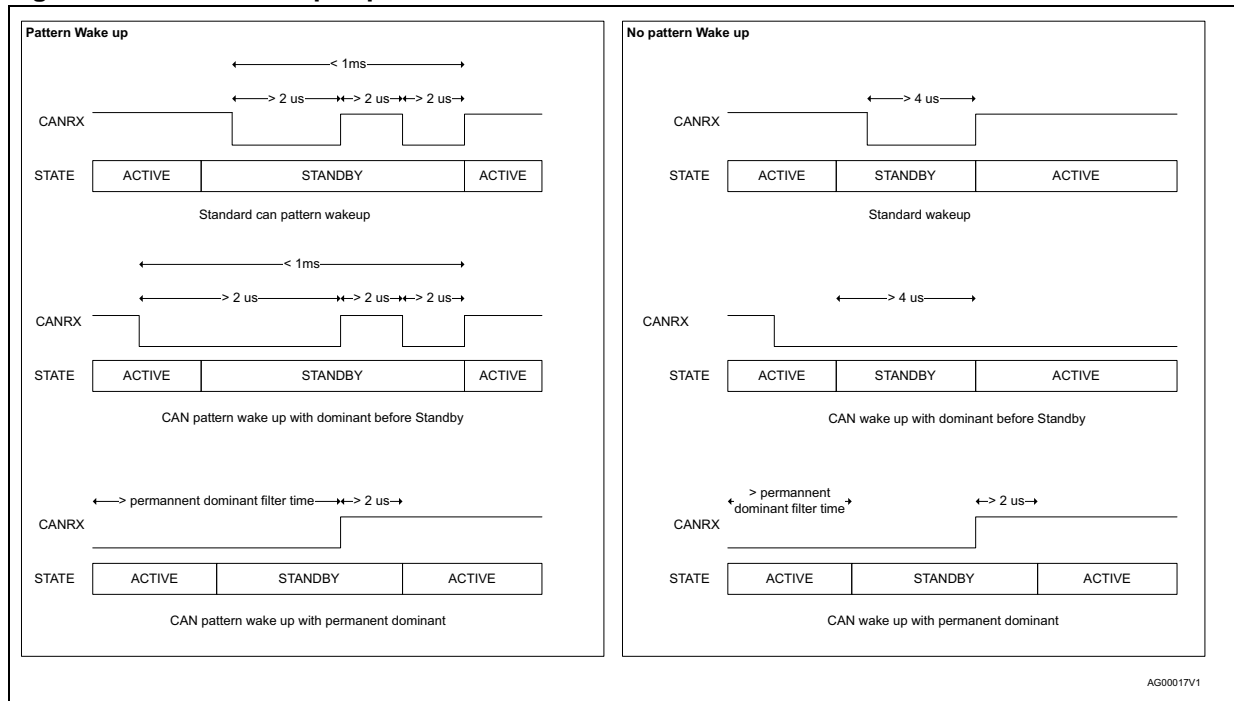 Pattern Wake up
< 1ms
> 2 us
> 2 us
> 2 us
CANRX
STATE
ACTIVE
STANDBY
ACTIVE
Standard can pattern wakeup
< 1ms
> 2 us
> 2 us
> 2 us
CANRX
STATE
ACTIVE
STANDBY
ACTIVE
CAN pattern wake up with dominant before Standby
> permannent dominant filter time
> 2 us
CANRX
STATE
ACTIVE
STANDBY
ACTIVE
CAN pattern wake up with permanent dominant
No pattern Wake up
> 4 us
CANRX
STATE
ACTIVE
STANDBY
ACTIVE
Standard wakeup
> 4 us
CANRX
STATE
ACTIVE
STANDBY
ACTIVE
CAN wake up with dominant before Standby
> permannent
dominant filter time
> 2 us
CANRX
STATE
ACTIVE
STANDBY
ACTIVE
CAN wake up with permanent dominant
AG00017V1